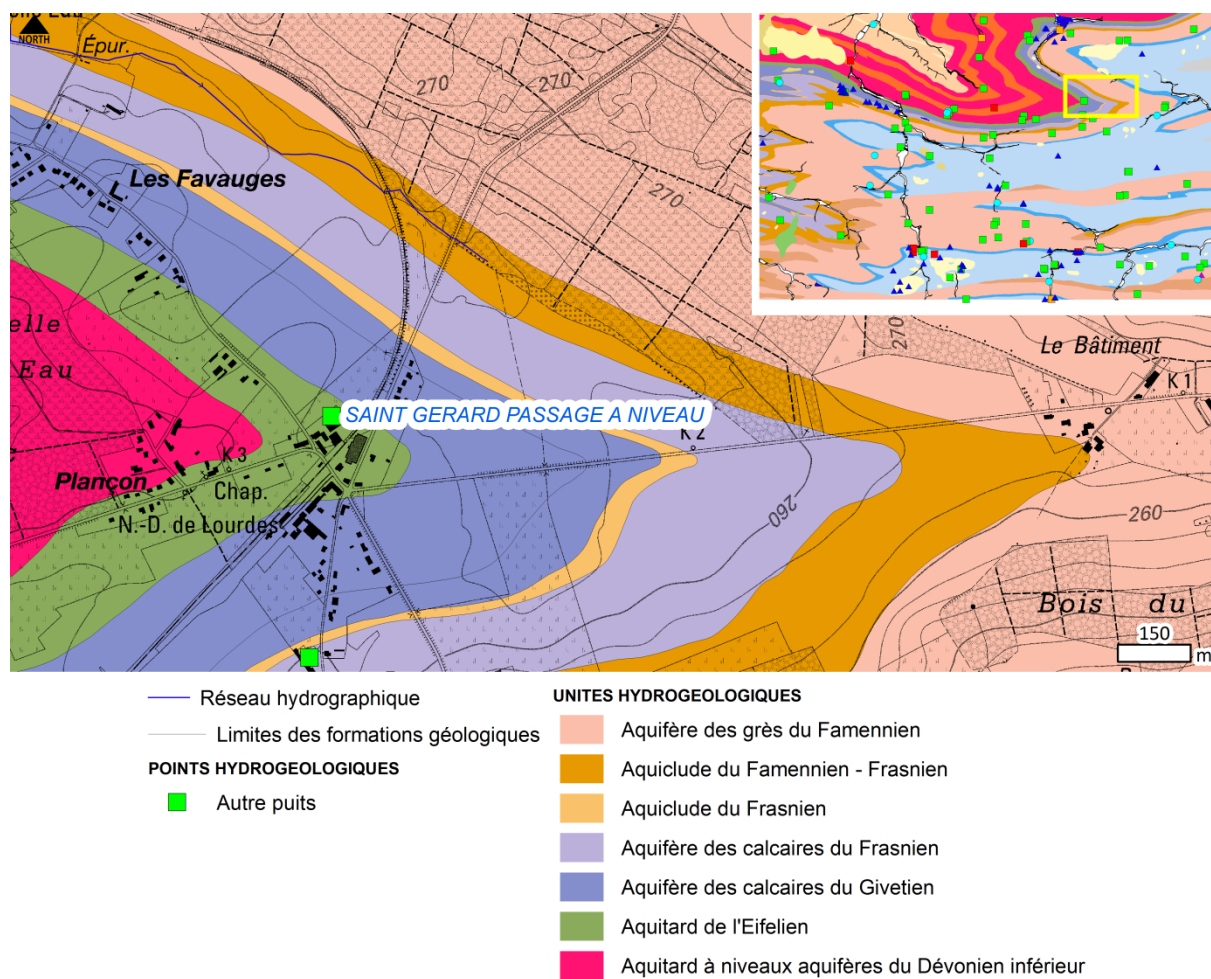 NORTH
Épur.
270
270
270
Les Favauges
elle
Eau
SAINT GERARD PASSAGE A NIVEAU
K 2
270
Le Bâtiment
K 1
Plançon
K 3
Chap.
N.-D. de Lourdes
260
260
Bois du
150
m
Réseau hydrographique
Limites des formations géologiques
POINTS HYDROGEOLOGIQUES
Autre puits
UNITES HYDROGEOLOGIQUES
Aquifère des grès du Famennien
Aquiclude du Famennien - Frasnien
Aquiclude du Frasnien
Aquifère des calcaires du Frasnien
Aquifère des calcaires du Givetien
Aquitard de l'Eifelien
Aquitard à niveaux aquifères du Dévonien inférieur